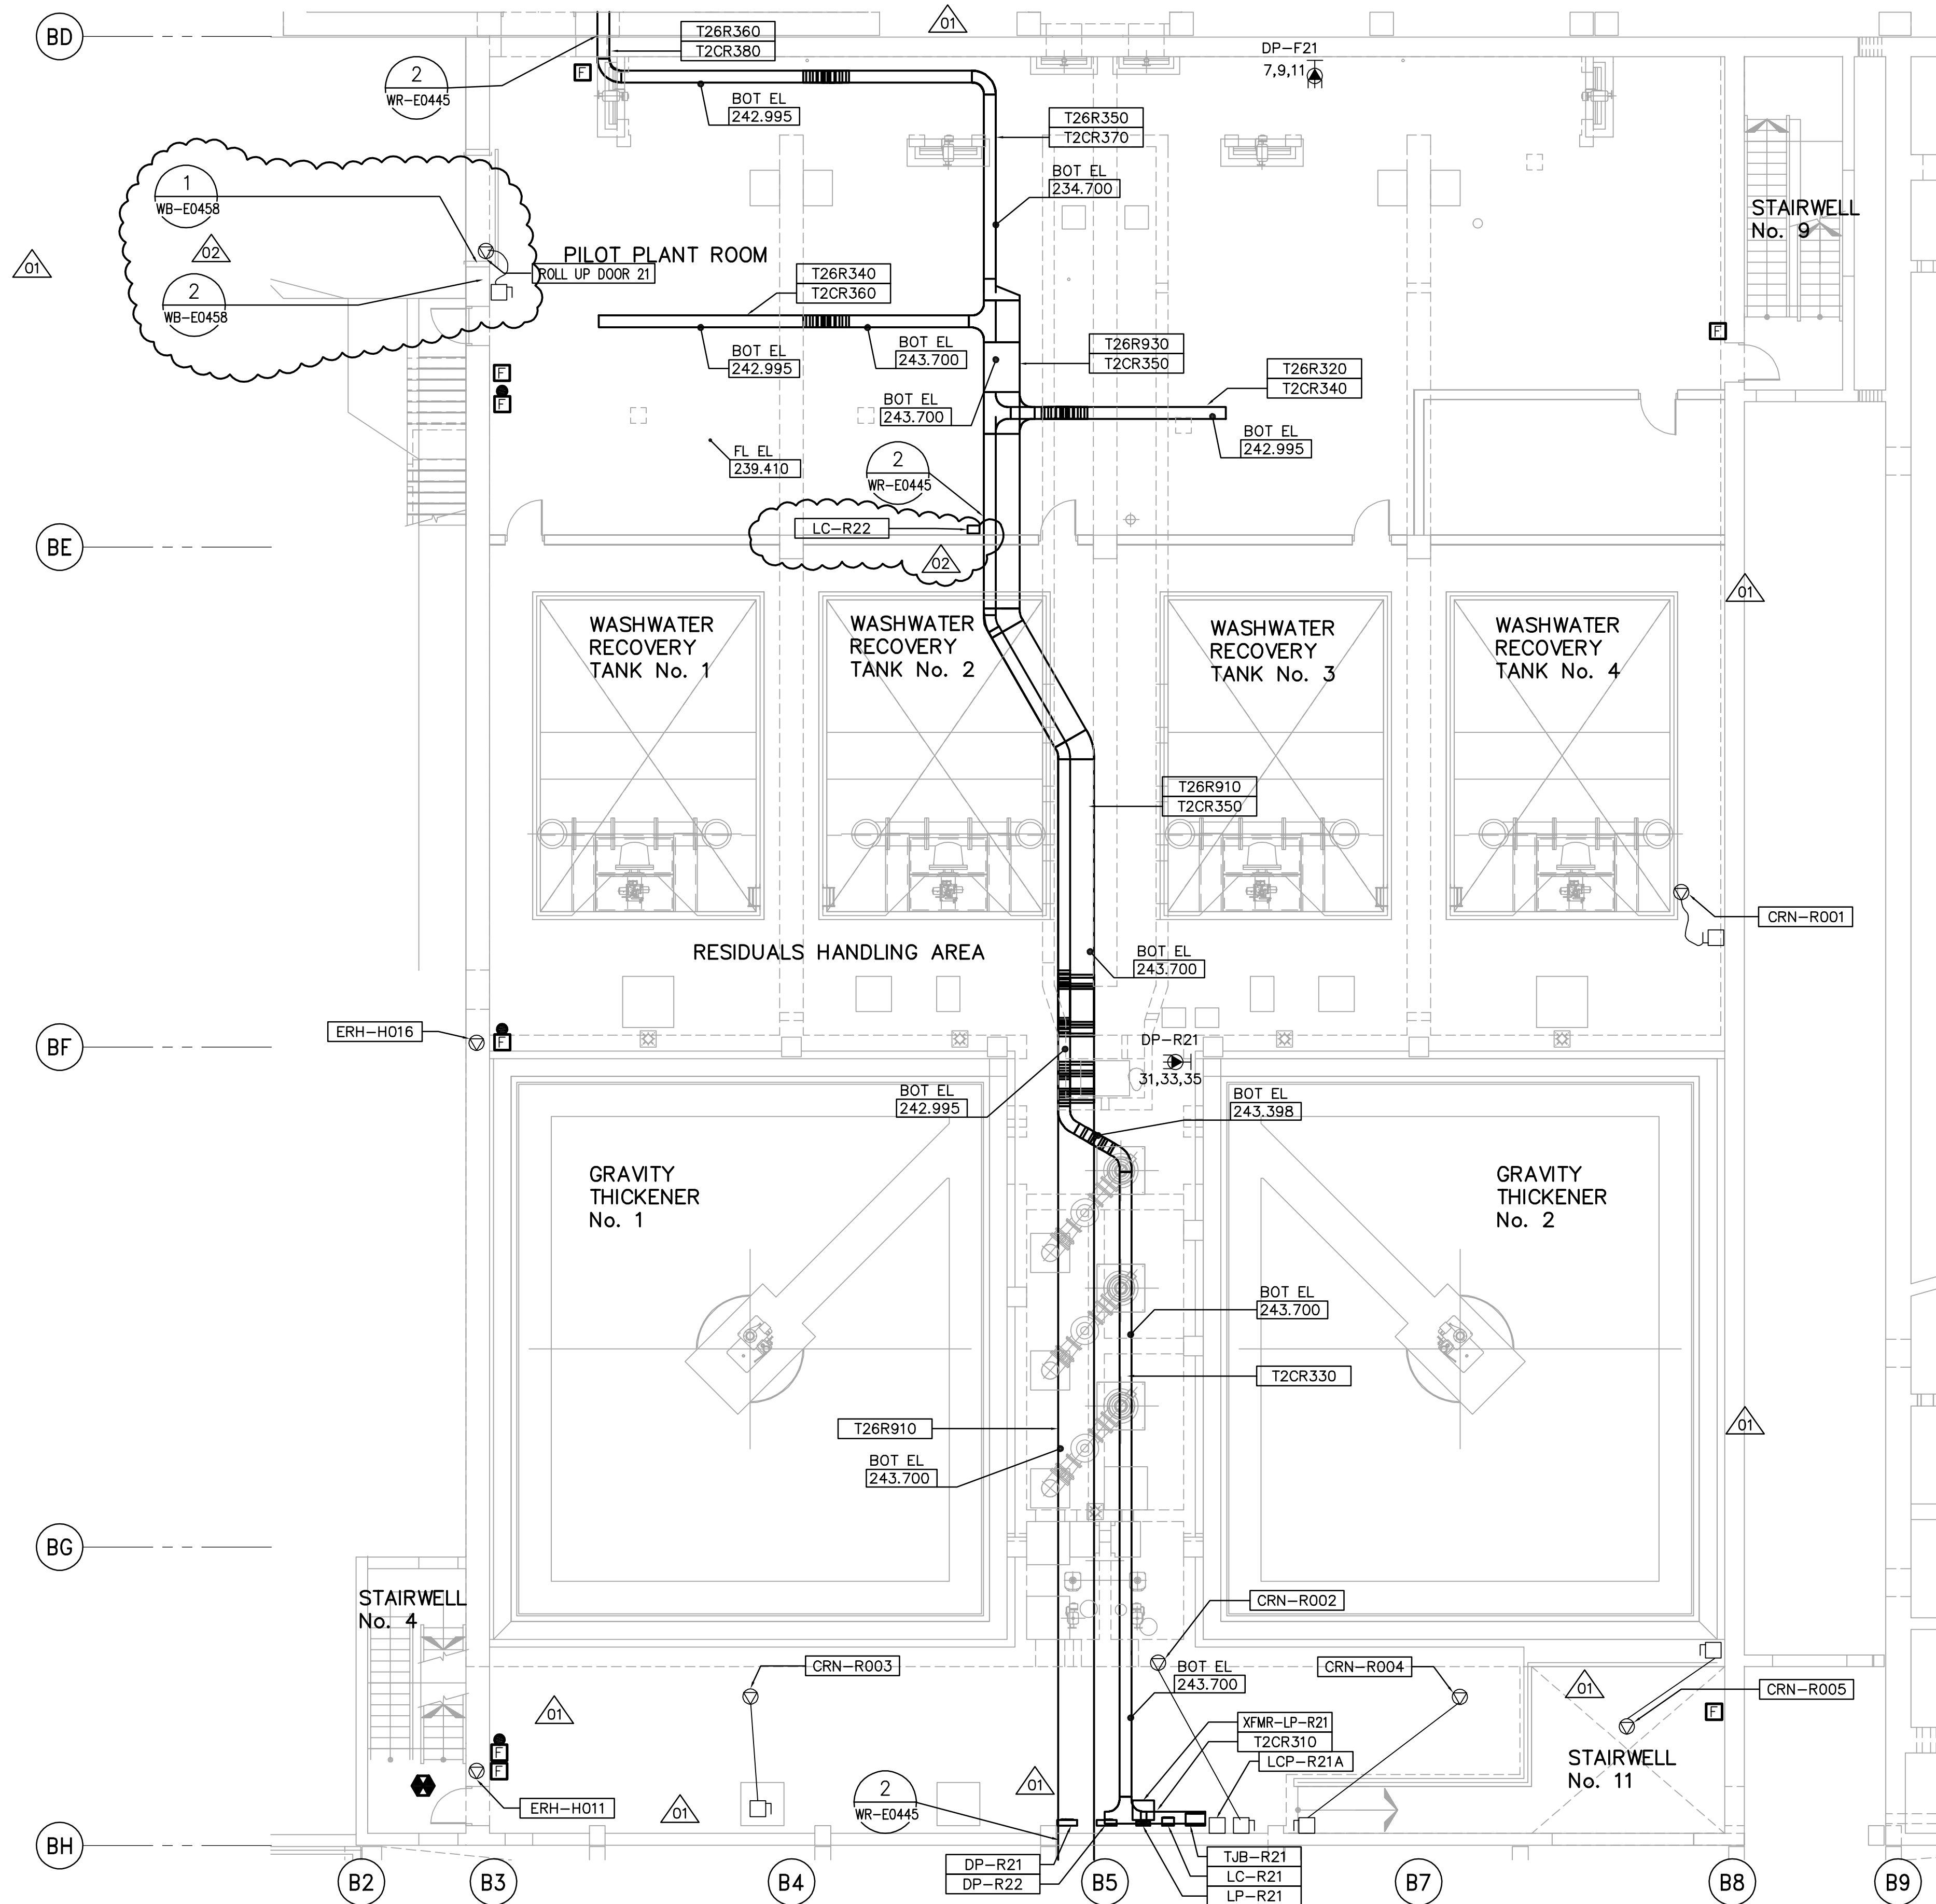 BD
T26R360
T2CR380
01
DP-F21
7,9,11
F
2
WR-E0445
BOT EL
242.995
T26R350
T2CR370
BOT EL
234.700
1
WB-E0458
02
2
WB-E0458
01
PILOT PLANT ROOM
ROLL UP DOOR 21
STAIRWELL
No. 9
T26R340
T2CR360
F
BOT EL
242.995
BOT EL
243.700
T26R930
T2CR350
T26R320
T2CR340
F
F
BOT EL
243.700
BOT EL
242.995
FL EL
239.410
2
WR-E0445
BE
LC-R22
02
01
WASHWATER
RECOVERY
TANK No. 1
WASHWATER
RECOVERY
TANK No. 2
WASHWATER
RECOVERY
TANK No. 3
WASHWATER
RECOVERY
TANK No. 4
T26R910
T2CR350
CRN-R001
RESIDUALS HANDLING AREA
BOT EL
243.700
ERH-H016
F
BF
DP-R21
31,33,35
BOT EL
242.995
BOT EL
243.398
GRAVITY
THICKENER
No. 1
GRAVITY
THICKENER
No. 2
BOT EL
243.700
T2CR330
T26R910
01
BOT EL
243.700
BG
STAIRWELL
No. 4
CRN-R002
CRN-R003
BOT EL
243.700
CRN-R004
01
CRN-R005
01
F
XFMR-LP-R21
T2CR310
LCP-R21A
F
F
STAIRWELL
No. 11
01
2
WR-E0445
ERH-H011
01
BH
DP-R21
DP-R22
TJB-R21
LC-R21
LP-R21
B2
B3
B4
B5
B7
B8
B9